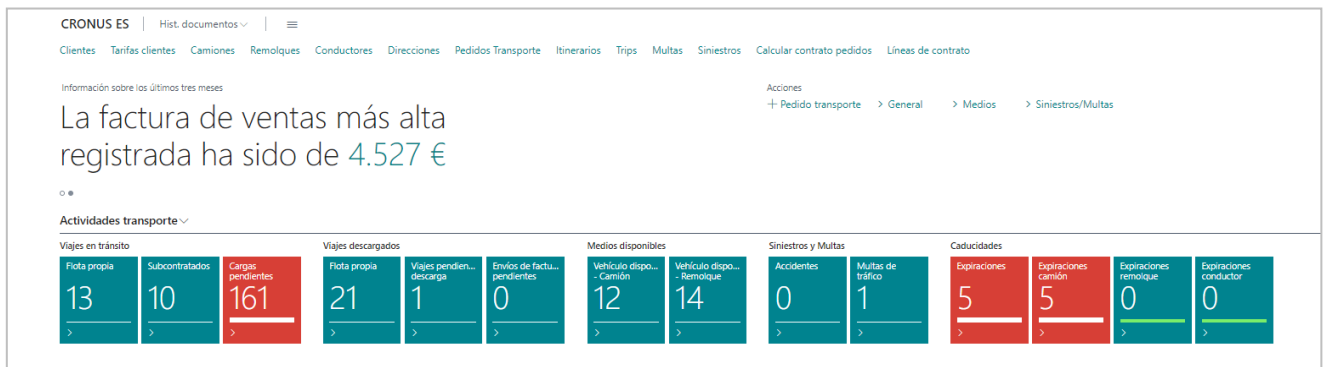 CRONUS ES
Hist. documentos
Clientes Tarifas clientes Camiones Remolques Conductores Direcciones Pedidos Transporte Itinerarios Trips Multas Siniestros Calcular contrato pedidos Líneas de contrato
Información sobre los últimos tres meses
La factura de ventas más alta
registrada ha sido de 4.527 €
Acciones
+ Pedido transporte > General > Medios > Siniestros/Multas
Actividades transporte
Viajes en tránsito
Flota propia
13
>
Subcontratados
10
>
Cargas
pendientes
161
>
Viajes descargados
Flota propia
21
>
Viajes pendien...
descarga
1
>
Envíos de factu...
pendientes
0
>
Medios disponibles
Vehículo dispo...
- Camión
12
>
Vehículo dispo...
- Remolque
14
>
Siniestros y Multas
Accidentes
0
>
Multas de
tráfico
1
>
Caducidades
Expiraciones
5
>
Expiraciones
camión
5
>
Expiraciones
remolque
0
>
Expiraciones
conductor
0
>